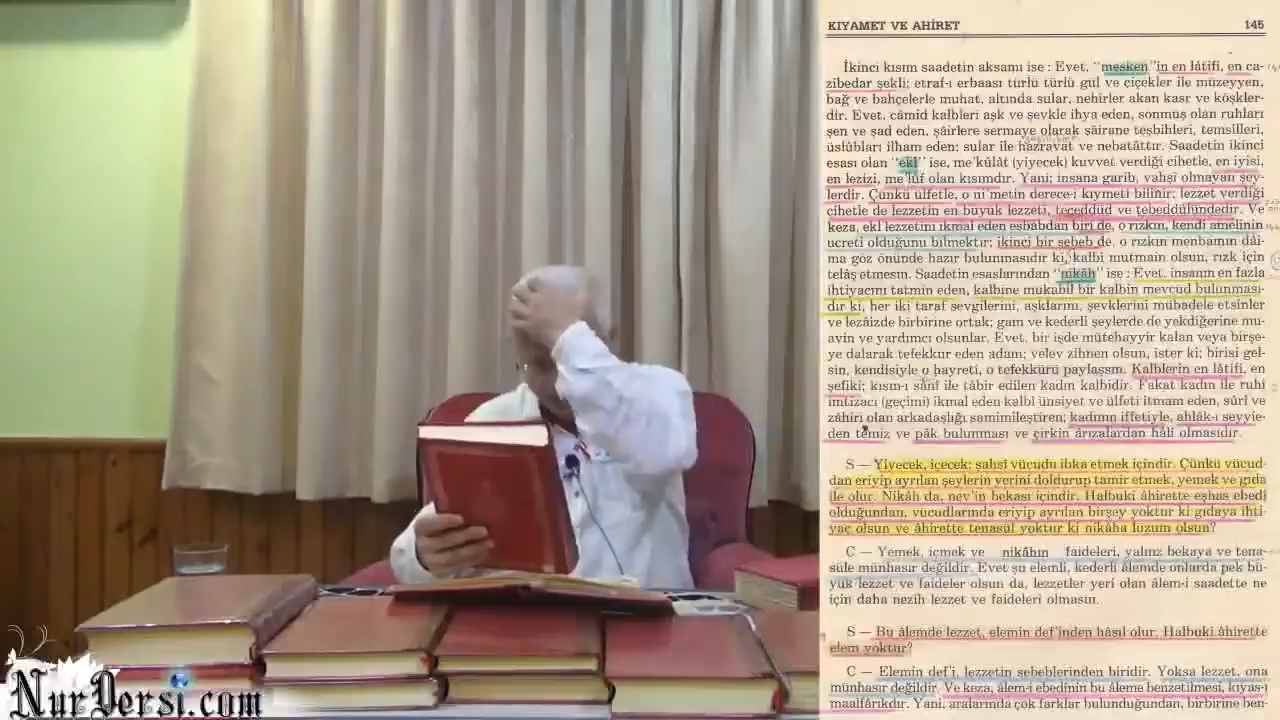 KIYAMET VE AHİRET 145
İkinci kısım saadetin aksamı ise : Evet, "mesken"in en lâtifi, en ca-
zibedar şekli; etraf-ı erbaası türlü türlü gül ve çiçekler ile müzeyyen,
bağ ve bahçelerle muhat, altında sular, nehirler akan kasr ve köşkler-
dir. Evet, câmid kalbleri aşk ve şevkle ihya eden, sönmüş olan ruhları
şen ve şad eden, şâirlere sermaye olarak şâirane teşbihleri, temsilleri,
üslûbları ilham eden; sular ile hazravat ve nebatâttır. Saadetin ikinci
esası olan "ekl" ise, me'kûlât (yiyecek) kuvvet verdiği cihetle, en iyisi,
en lezizi, me'lûf olan kısımdır. Yani; insana garib, vahşi olmayan şey-
lerdir. Çünkü ülfetle, o ni'metin derece-i kıymeti bilinir; lezzet verdiği
cihetle de lezzetin en büyük lezzeti, teceddüd ve tebeddülündedir. Ve
keza, ekl lezzetini ikmal eden esbabdan biri de, o rızkın, kendi amelinin
ücreti olduğunu bilmektir; ikinci bir sebeb de, o rızkın menbaının dâi-
ma göz önünde hazır bulunmasıdır ki, kalbi mutmain olsun, rızk için
telâş etmesin. Saadetin esaslarından "nikâh" ise : Evet, insanın en fazla
ihtiyacını tatmin eden, kalbine mukabil bir kalbin mevcud bulunması-
dır ki, her iki taraf sevgilerini, aşklarını, şevklerini mübadele etsinler
ve lezâizde birbirine ortak; gam ve kederli şeylerde de yekdiğerine mu-
avin ve yardımcı olsunlar. Evet, bir işde mütehayyir kalan veya birşe-
ye dalarak tefekkür eden adam; velev zihnen olsun, ister ki; birisi gel-
sin, kendisiyle o hayreti, o tefekkürü paylaşsın. Kalblerin en lâtifi, en
şefiki; kısm-ı sânî ile tâbir edilen kadın kalbidir. Fakat kadın ile ruhî
imtizacı (geçimi) ikmal eden kalbî ünsiyet ve ülfeti itmam eden, sûrî ve
zâhirî olan arkadaşlığı samimileştiren; kadının iffetiyle, ahlâk-ı seyyie-
den temiz ve pâk bulunması ve çirkin ârızalardan hâlî olmasıdır.
S — Yiyecek, içecek; şahsî vücudu ibka etmek içindir. Çünkü vücud-
dan eriyip ayrılan şeylerin yerini doldurup tamir etmek, yemek ve gıda
ile olur. Nikâh da, nev'in bekası içindir. Halbuki âhirette eşhas ebedî
olduğundan, vücudlarında eriyip ayrılan birşey yoktur ki gıdaya ihti-
yaç olsun ve âhirette tenasül yoktur ki nikâha lüzum olsun?
C — Yemek, içmek ve nikâhın faideleri, yalnız bekaya ve tena-
süle münhasır değildir. Evet şu elemli, kederli âlemde onlarda pek bü-
yük lezzet ve faideler olsun da, lezzetler yeri olan âlem-i saadette ne
için daha nezih lezzet ve faideleri olmasın.
S — Bu âlemde lezzet, elemin def'inden hâsıl olur. Halbuki âhirette
elem yoktur?
C — Elemin def'i, lezzetin sebeblerinden biridir. Yoksa lezzet, ona
münhasır değildir. Ve keza, âlem-i ebedînin bu âleme benzetilmesi, kıyas-ı
maalfârıkdır. Yani, aralarında çok farklar bulunduğundan, birbirine ben-
NurDersi.com